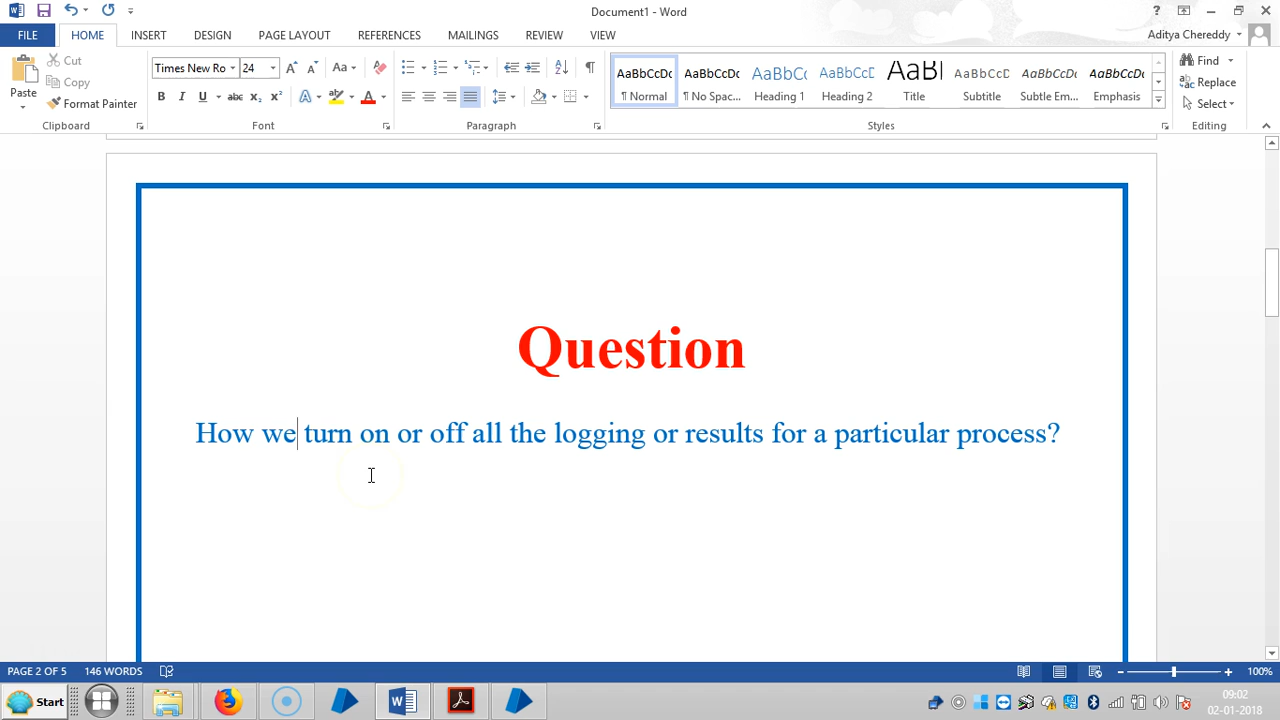 Document1 - Word
FILE HOME INSERT DESIGN PAGE LAYOUT REFERENCES MAILINGS REVIEW VIEW Aditya Chereddy
Paste Cut Copy Format Painter
Clipboard
Times New Ro 24
Font
Paragraph
AaBbCcDc AaBbCcDc AaBbCc AaBbCcC AaBl AaBbCcC AaBbCcDc AaBbCcDc
¶ Normal ¶ No Spac... Heading 1 Heading 2 Title Subtitle Subtle Em... Emphasis
Styles
Find
Replace
Select
Editing
Question
How we turn on or off all the logging or results for a particular process?
PAGE 2 OF 5 146 WORDS 100%
Start
09:02
02-01-2018